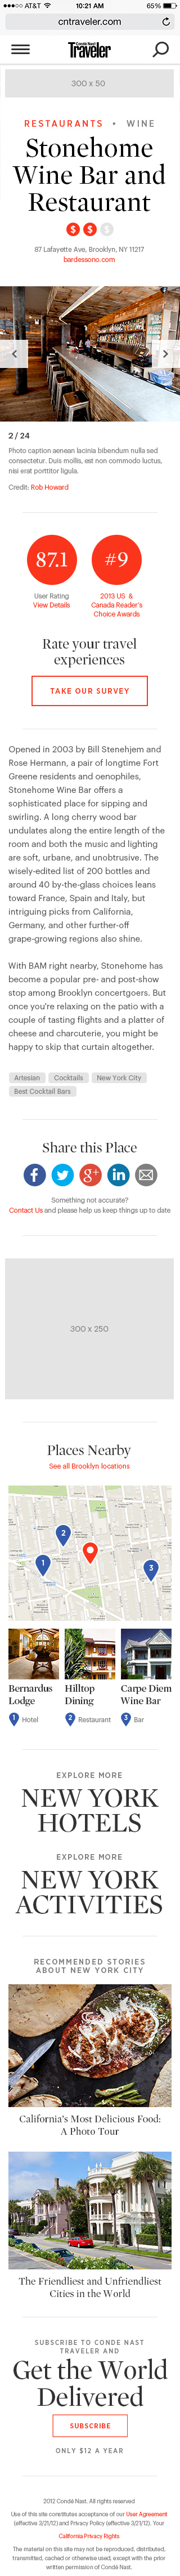 AT&T 10:21 AM 65%
cntraveler.com
Condé Nast
Traveler
300 x 50
RESTAURANTS • WINE
Stonehome
Wine Bar and
Restaurant
$ $ $
87 Lafayette Ave, Brooklyn, NY 11217
bardessono.com
2 / 24
Photo caption aenean lacinia bibendum nulla sed
consectetur. Duis mollis, est non commodo luctus,
nisi erat porttitor ligula.
Credit: Rob Howard
87.1 #9
User Rating
View Details
2013 US &
Canada Reader's
Choice Awards
Rate your travel
experiences
TAKE OUR SURVEY
Opened in 2003 by Bill Stenehjem and
Rose Hermann, a pair of longtime Fort
Greene residents and oenophiles,
Stonehome Wine Bar offers a
sophisticated place for sipping and
swirling. A long cherry wood bar
undulates along the entire length of the
room and both the music and lighting
are soft, urbane, and unobtrusive. The
wisely-edited list of 200 bottles and
around 40 by-the-glass choices leans
toward France, Spain and Italy, but
intriguing picks from California,
Germany, and other further-off
grape-growing regions also shine.
With BAM right nearby, Stonehome has
become a popular pre- and post-show
stop among Brooklyn concertgoers. But
once you're relaxing on the patio with a
couple of tasting flights and a platter of
cheese and charcuterie, you might be
happy to skip that curtain altogether.
Artesian Cocktails New York City
Best Cocktail Bars
Share this Place
f g+ in
Something not accurate?
Contact Us and please help us keep things up to date
300 x 250
Places Nearby
See all Brooklyn locations
2
1
3
Bernardus
Lodge
1 Hotel
Hilltop
Dining
2 Restaurant
Carpe Diem
Wine Bar
3 Bar
EXPLORE MORE
NEW YORK
HOTELS
EXPLORE MORE
NEW YORK
ACTIVITIES
RECOMMENDED STORIES
ABOUT NEW YORK CITY
California's Most Delicious Food:
A Photo Tour
The Friendliest and Unfriendliest
Cities in the World
SUBSCRIBE TO CONDE NAST
TRAVELER AND
Get the World
Delivered
SUBSCRIBE
ONLY $12 A YEAR
2012 Condé Nast. All rights reserved
Use of this site constitutes acceptance of our User Agreement
(effective 3/21/12) and Privacy Policy (effective 3/21/12). Your
California Privacy Rights
The material on this site may not be reproduced, distributed,
transmitted, cached or otherwise used, except with the prior
written permission of Condé Nast.